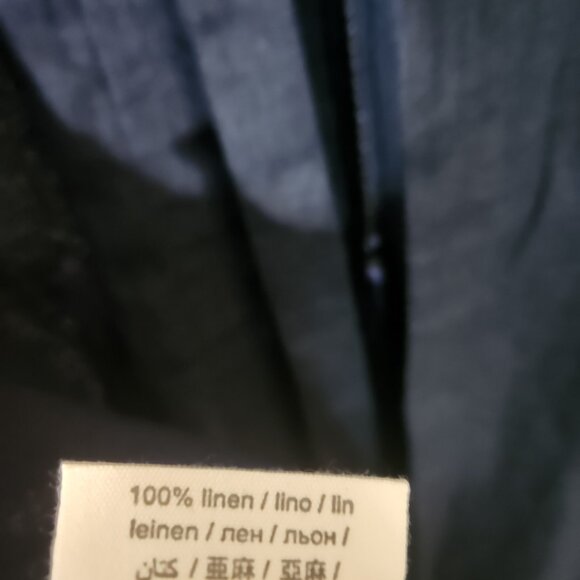 100% linen / lino / lin
leinen / лен / льон /
كتان / 亜麻 / 亞麻 /